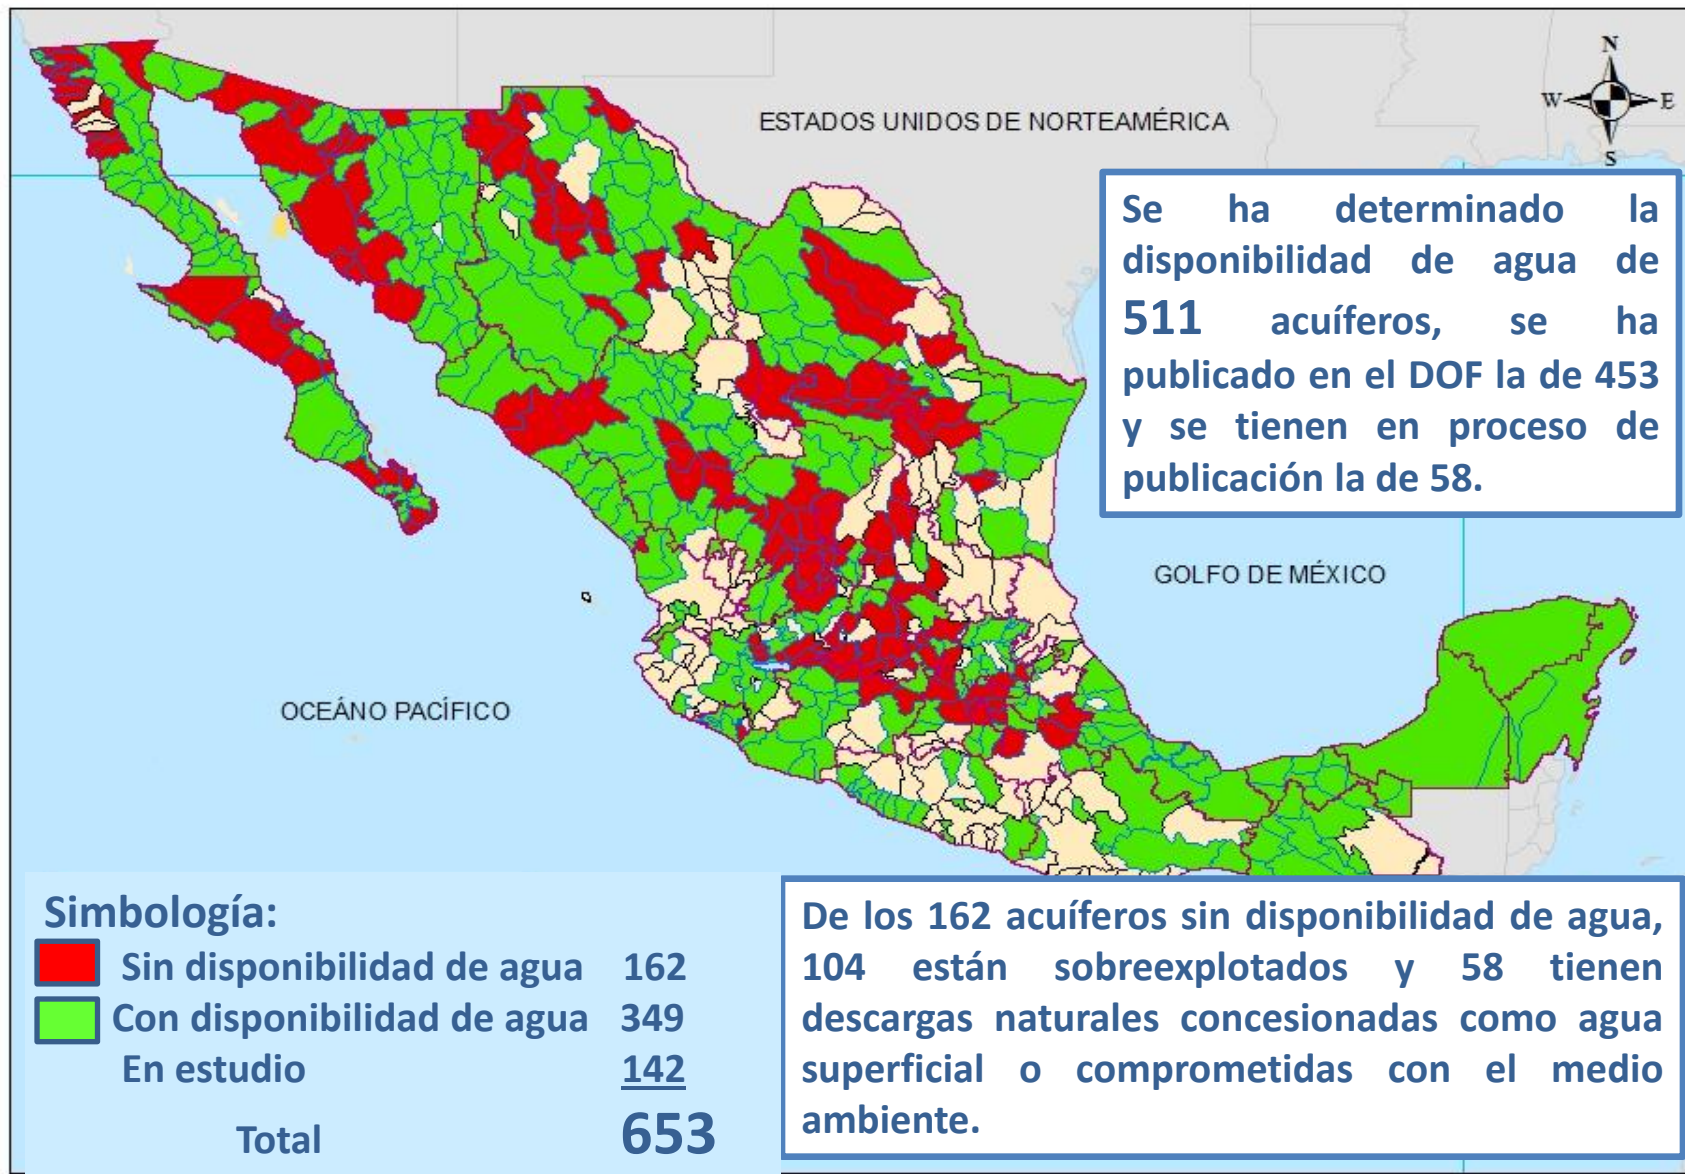 N
W E
S
ESTADOS UNIDOS DE NORTEAMÉRICA
Se ha determinado la
disponibilidad de agua de
511 acuíferos, se ha
publicado en el DOF la de 453
y se tienen en proceso de
publicación la de 58.
GOLFO DE MÉXICO
OCEÁNO PACÍFICO
Simbología:
Sin disponibilidad de agua 162
Con disponibilidad de agua 349
En estudio 142
Total 653
De los 162 acuíferos sin disponibilidad de agua,
104 están sobreexplotados y 58 tienen
descargas naturales concesionadas como agua
superficial o comprometidas con el medio
ambiente.